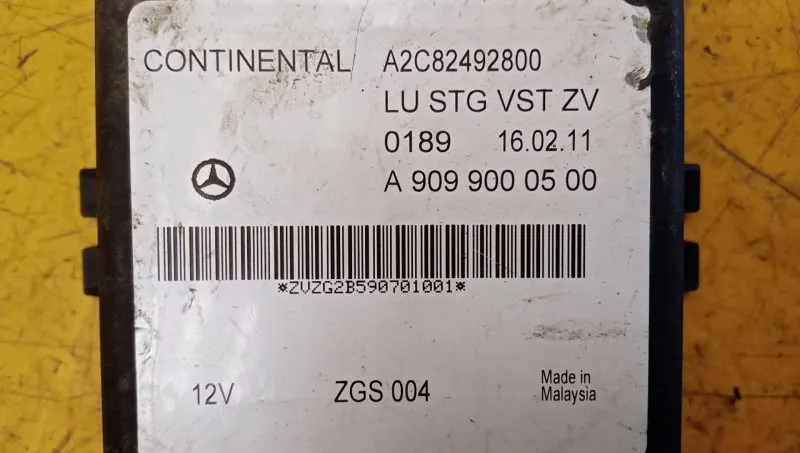 CONTINENTAL A2C82492800
LU STG VST ZV
0189 16.02.11
A 909 900 05 00
*ZVZG2B590701001*
12V ZGS 004 Made in
Malaysia